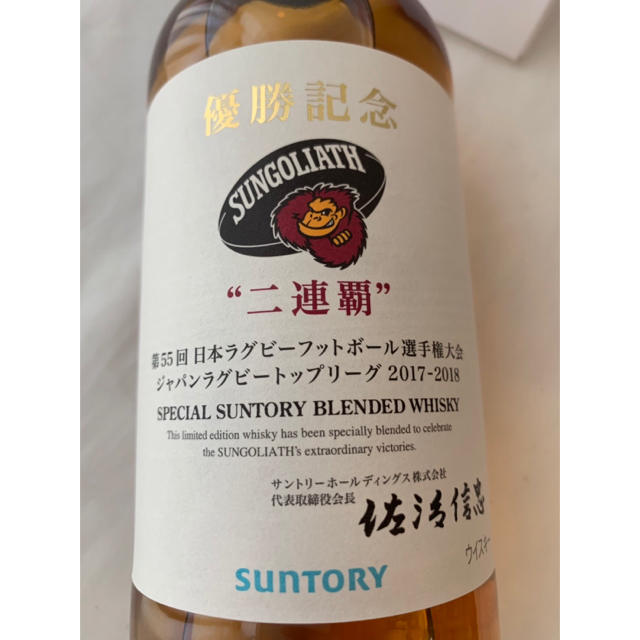 優勝記念
SUNGOLIATH
“二連覇”
第55回 日本ラグビーフットボール選手権大会
ジャパンラグビートップリーグ 2017-2018
SPECIAL SUNTORY BLENDED WHISKY
This limited edition whisky has been specially blended to celebrate
the SUNGOLIATH's extraordinary victories.
サントリーホールディングス株式会社
代表取締役会長 佐治信忠
ウイスキー
SUNTORY